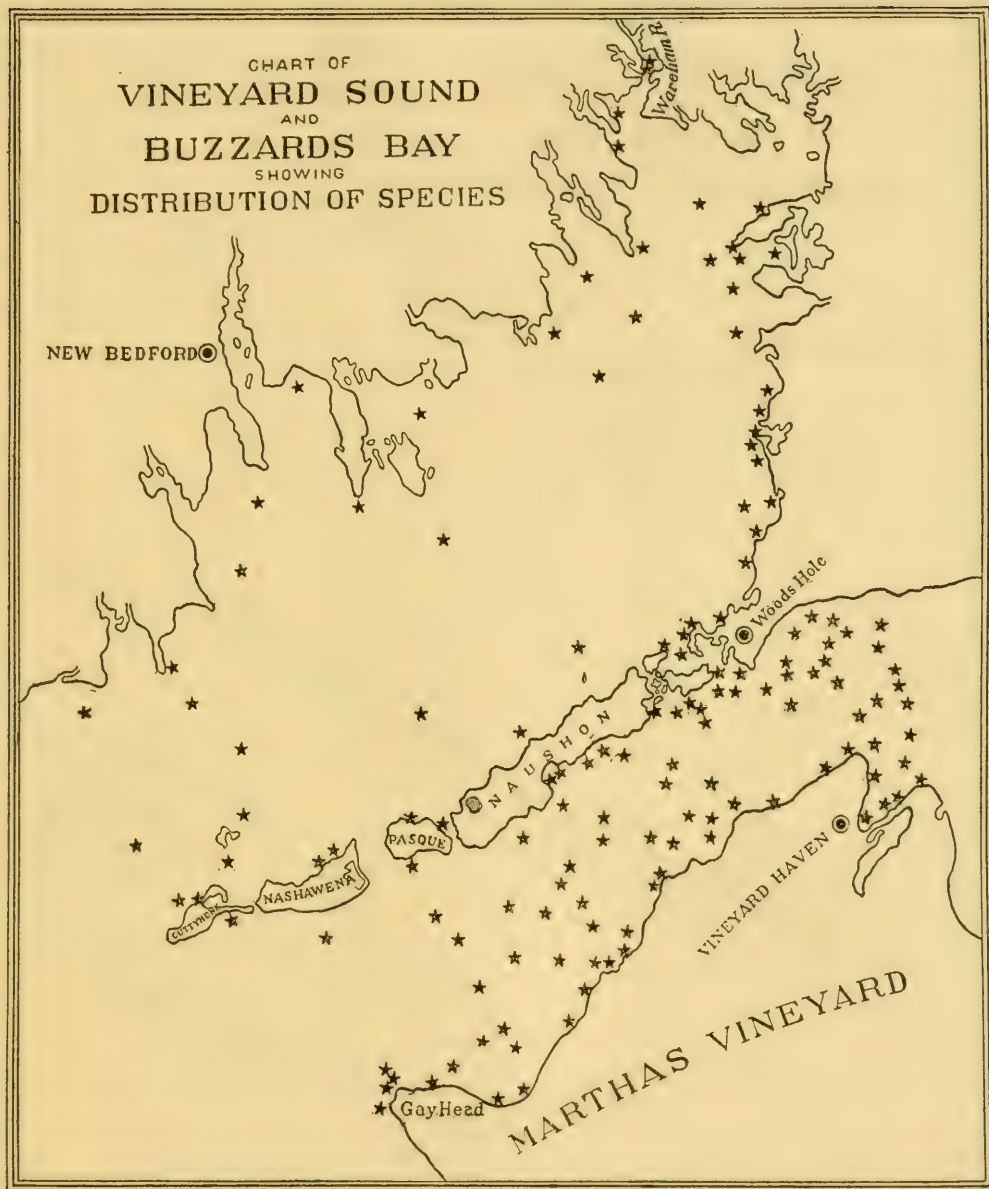 CHART OF
VINEYARD SOUND
AND
BUZZARDS BAY
SHOWING
DISTRIBUTION OF SPECIES
Wareham R.
NEW BEDFORD
Woods Hole
NAUSHON
PASQUE
NASHAWENA
CUTTYHUNK
VINEYARD HAVEN
MARTHAS VINEYARD
Gay Head